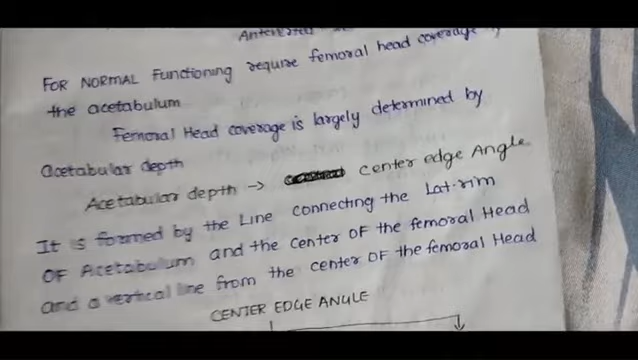 Anteverted
FOR NORMAL Functioning require femoral head coverage
the acetabulum
Femoral Head coverage is largely determined by
acetabular depth
Acetabular depth → center edge Angle
It is formed by the Line connecting the Lat.rim
OF Acetabulum and the center OF the femoral Head
and a vertical line from the center OF the femoral Head
CENTER EDGE ANGLE